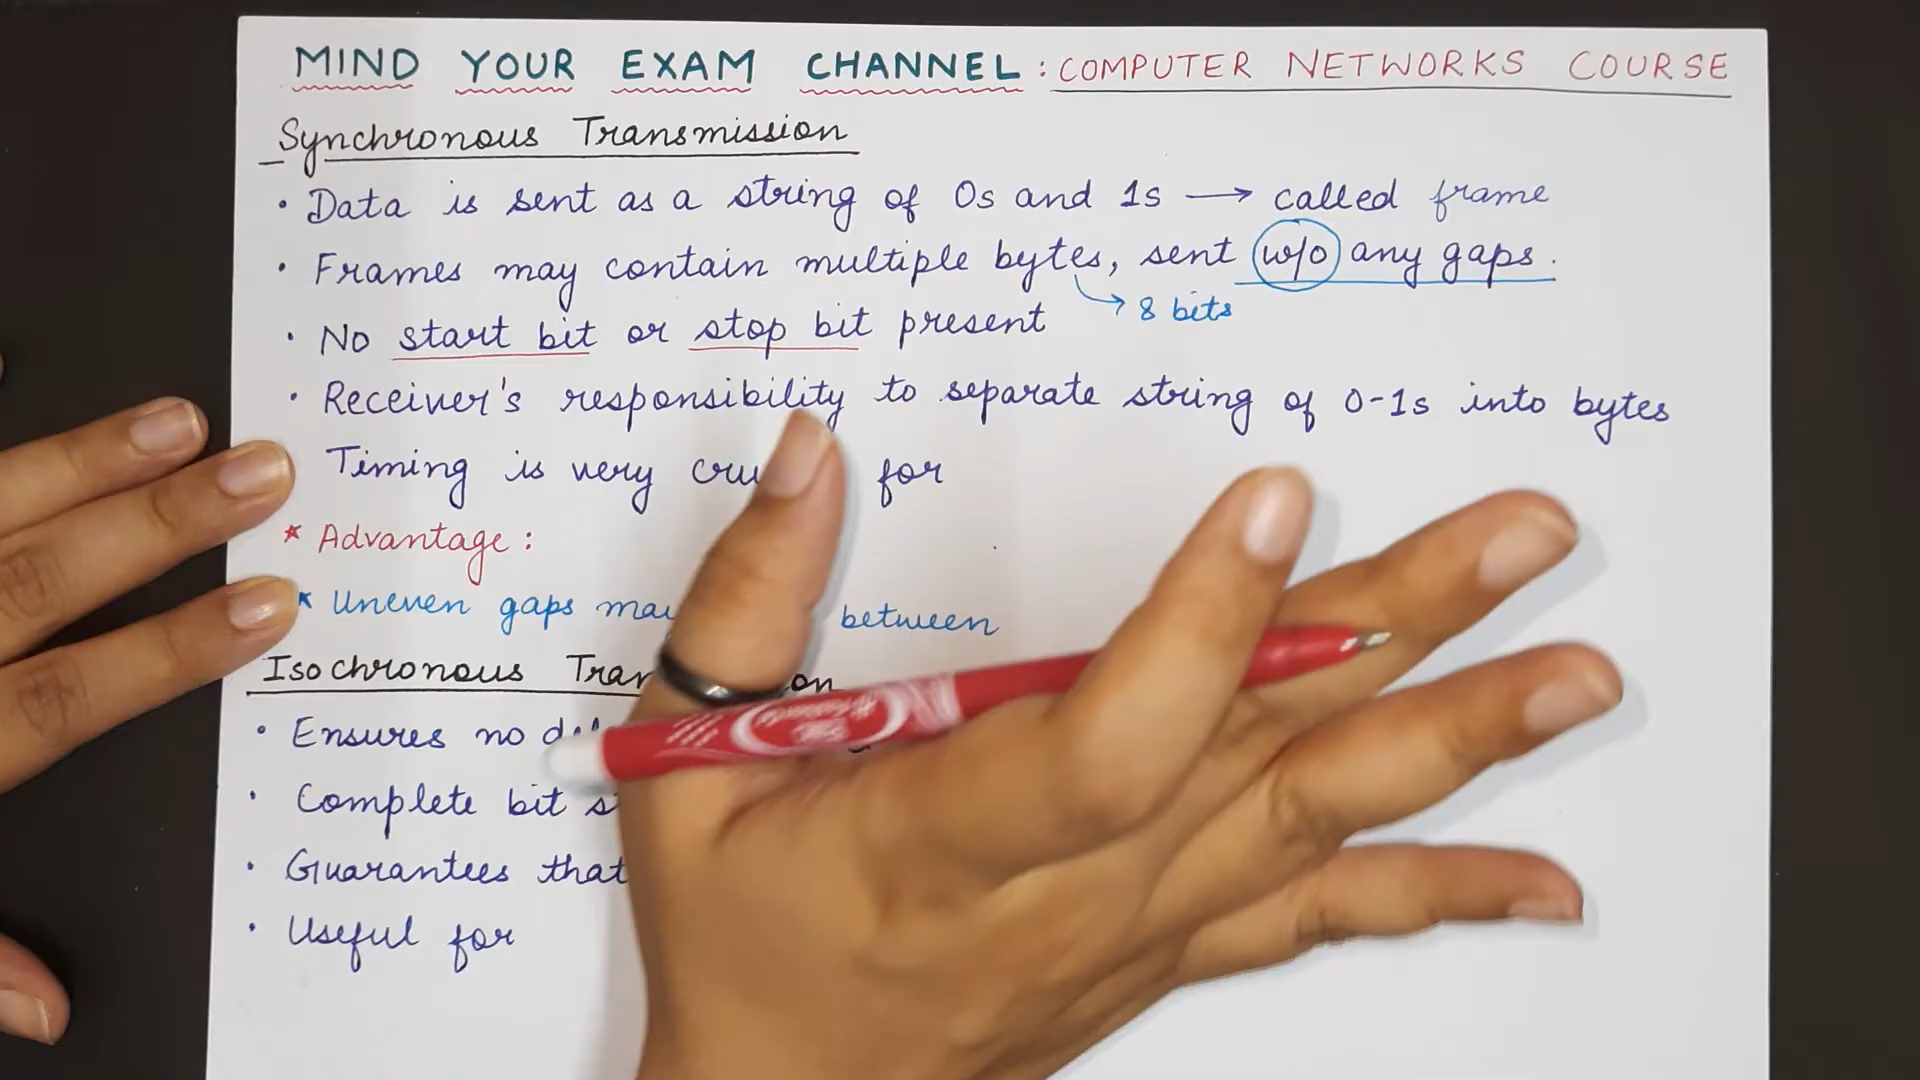 MIND YOUR EXAM CHANNEL : COMPUTER NETWORKS COURSE
Synchronous Transmission
• Data is sent as a string of 0s and 1s → called frame
• Frames may contain multiple bytes, sent w/o any gaps.
→ 8 bits
• No start bit or stop bit present
• Receiver's responsibility to separate string of 0-1s into bytes
Timing is very for
* Advantage:
* Uneven gaps between
Isochronous
• Ensures no
• Complete bit
• Guarantees that
• Useful for